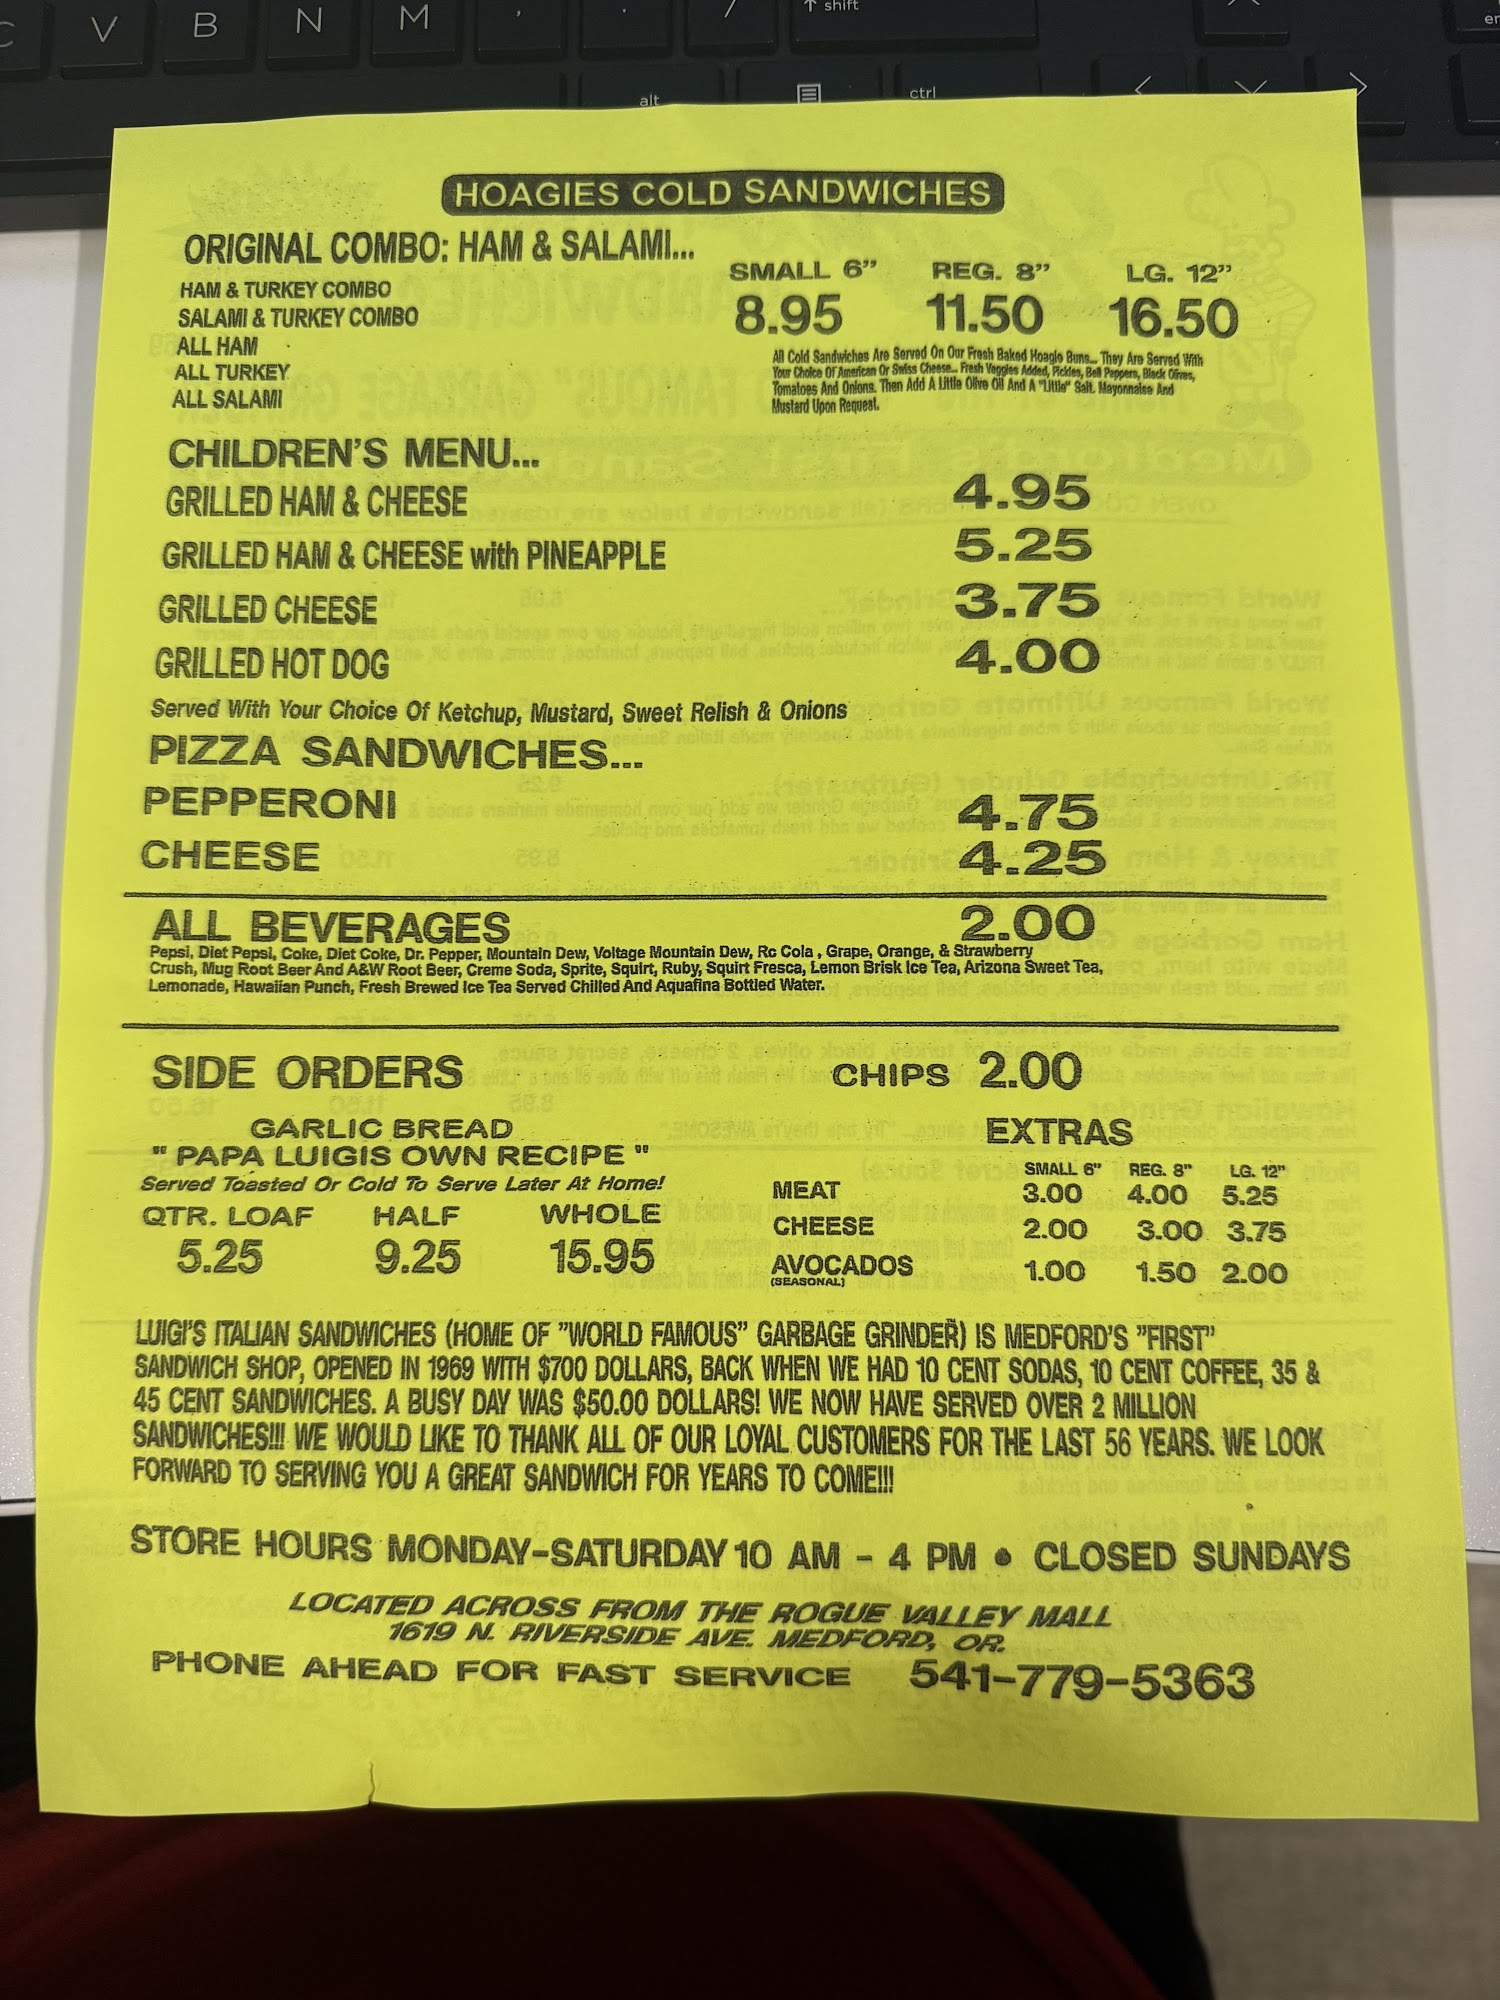 C V B N M , . / ↑ shift
alt ctrl
HOAGIES COLD SANDWICHES
ORIGINAL COMBO: HAM & SALAMI...
SMALL 6” REG. 8” LG. 12”
8.95 11.50 16.50
HAM & TURKEY COMBO
SALAMI & TURKEY COMBO
ALL HAM
ALL TURKEY
ALL SALAMI
All Cold Sandwiches Are Served On Our Fresh Baked Hoagie Buns... They Are Served With
Your Choice Of American Or Swiss Cheese... Fresh Veggies Added, Pickles, Bell Peppers, Black Olives,
Tomatoes And Onions. Then Add A Little Olive Oil And A "Little" Salt. Mayonnaise And
Mustard Upon Request.
CHILDREN'S MENU...
GRILLED HAM & CHEESE 4.95
GRILLED HAM & CHEESE with PINEAPPLE 5.25
GRILLED CHEESE 3.75
GRILLED HOT DOG 4.00
Served With Your Choice Of Ketchup, Mustard, Sweet Relish & Onions
PIZZA SANDWICHES...
PEPPERONI 4.75
CHEESE 4.25
ALL BEVERAGES 2.00
Pepsi, Diet Pepsi, Coke, Diet Coke, Dr. Pepper, Mountain Dew, Voltage Mountain Dew, Rc Cola , Grape, Orange, & Strawberry
Crush, Mug Root Beer And A&W Root Beer, Creme Soda, Sprite, Squirt, Ruby, Squirt Fresca, Lemon Brisk Ice Tea, Arizona Sweet Tea,
Lemonade, Hawaiian Punch, Fresh Brewed Ice Tea Served Chilled And Aquafina Bottled Water.
SIDE ORDERS CHIPS 2.00
GARLIC BREAD
" PAPA LUIGIS OWN RECIPE "
Served Toasted Or Cold To Serve Later At Home!
QTR. LOAF HALF WHOLE
5.25 9.25 15.95
EXTRAS
SMALL 6” REG. 8” LG. 12”
MEAT 3.00 4.00 5.25
CHEESE 2.00 3.00 3.75
AVOCADOS 1.00 1.50 2.00
(SEASONAL)
LUIGI'S ITALIAN SANDWICHES (HOME OF "WORLD FAMOUS" GARBAGE GRINDER) IS MEDFORD'S "FIRST"
SANDWICH SHOP, OPENED IN 1969 WITH $700 DOLLARS, BACK WHEN WE HAD 10 CENT SODAS, 10 CENT COFFEE, 35 &
45 CENT SANDWICHES. A BUSY DAY WAS $50.00 DOLLARS! WE NOW HAVE SERVED OVER 2 MILLION
SANDWICHES!!! WE WOULD LIKE TO THANK ALL OF OUR LOYAL CUSTOMERS FOR THE LAST 56 YEARS. WE LOOK
FORWARD TO SERVING YOU A GREAT SANDWICH FOR YEARS TO COME!!!
STORE HOURS MONDAY-SATURDAY 10 AM - 4 PM • CLOSED SUNDAYS
LOCATED ACROSS FROM THE ROGUE VALLEY MALL
1619 N. RIVERSIDE AVE. MEDFORD, OR.
PHONE AHEAD FOR FAST SERVICE 541-779-5363